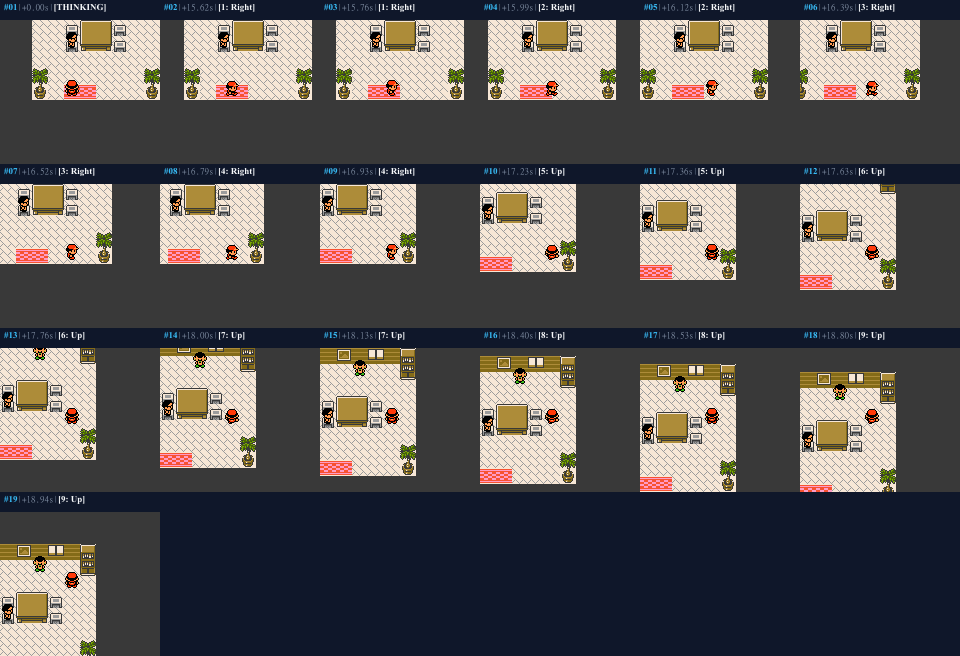 #01|+0.00s|[THINKING]
#02|+15.62s|[1: Right]
#03|+15.76s|[1: Right]
#04|+15.99s|[2: Right]
#05|+16.12s|[2: Right]
#06|+16.39s|[3: Right]
#07|+16.52s|[3: Right]
#08|+16.79s|[4: Right]
#09|+16.93s|[4: Right]
#10|+17.23s|[5: Up]
#11|+17.36s|[5: Up]
#12|+17.63s|[6: Up]
#13|+17.76s|[6: Up]
#14|+18.00s|[7: Up]
#15|+18.13s|[7: Up]
#16|+18.40s|[8: Up]
#17|+18.53s|[8: Up]
#18|+18.80s|[9: Up]
#19|+18.94s|[9: Up]